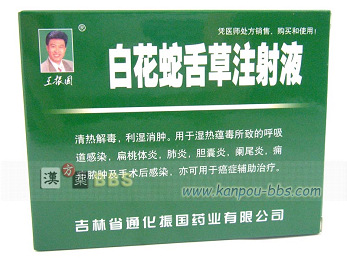 凭医师处方销售，购买和使用！
王振国
®
白花蛇舌草注射液
清热解毒，利湿消肿。用于湿热蕴毒所致的呼吸
道感染，扁桃体炎，肺炎，胆囊炎，阑尾炎，痈
脓肿及手术后感染，亦可用于癌症辅助治疗。
漢方薬BBS
www.kanpou-bbs.com/
吉林省通化振国药业有限公司